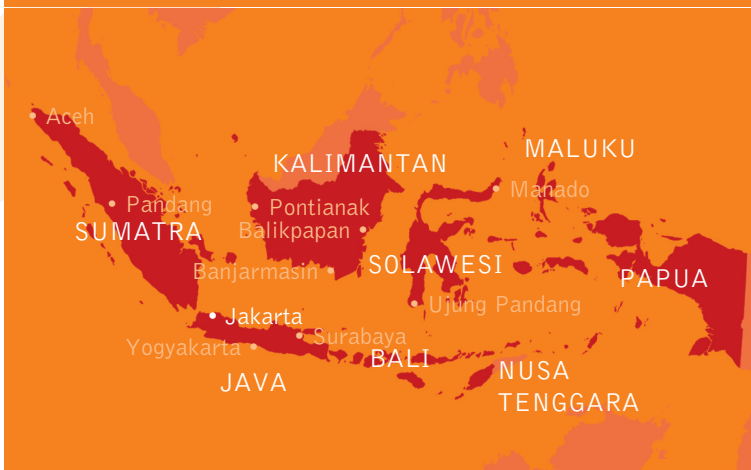 Aceh
MALUKU
KALIMANTAN
Manado
Pandang
Pontianak
SUMATRA
Balikpapan
Banjarmasin
SOLAWESI
PAPUA
Ujung Pandang
Jakarta
Surabaya
Yogyakarta
BALI
JAVA
NUSA
TENGGARA